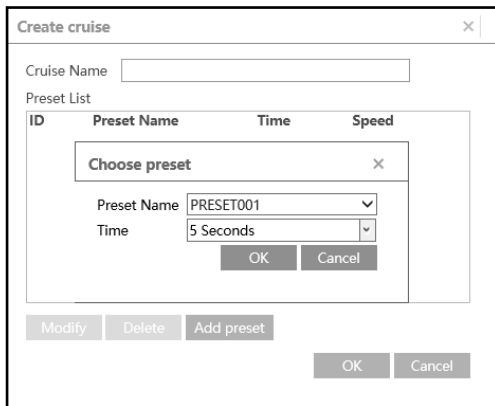 Create cruise ×
Cruise Name
Preset List
ID Preset Name Time Speed
Choose preset ×
Preset Name PRESET001
Time 5 Seconds
OK Cancel
Modify Delete Add preset
OK Cancel